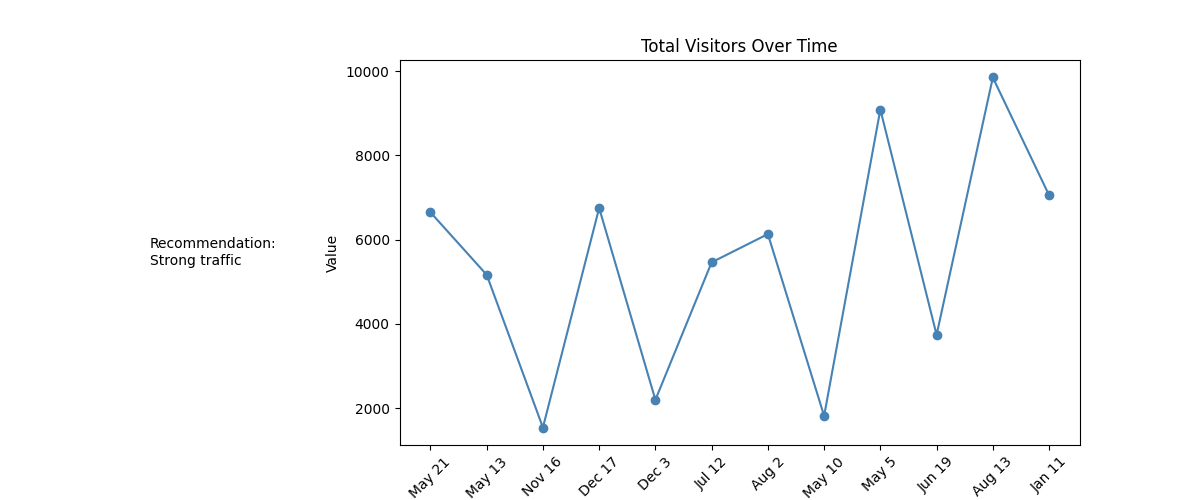 Total Visitors Over Time
Recommendation:
Strong traffic
Value
10000
8000
6000
4000
2000
May 21
May 13
Nov 16
Dec 17
Dec 3
Jul 12
Aug 2
May 10
May 5
Jun 19
Aug 13
Jan 11